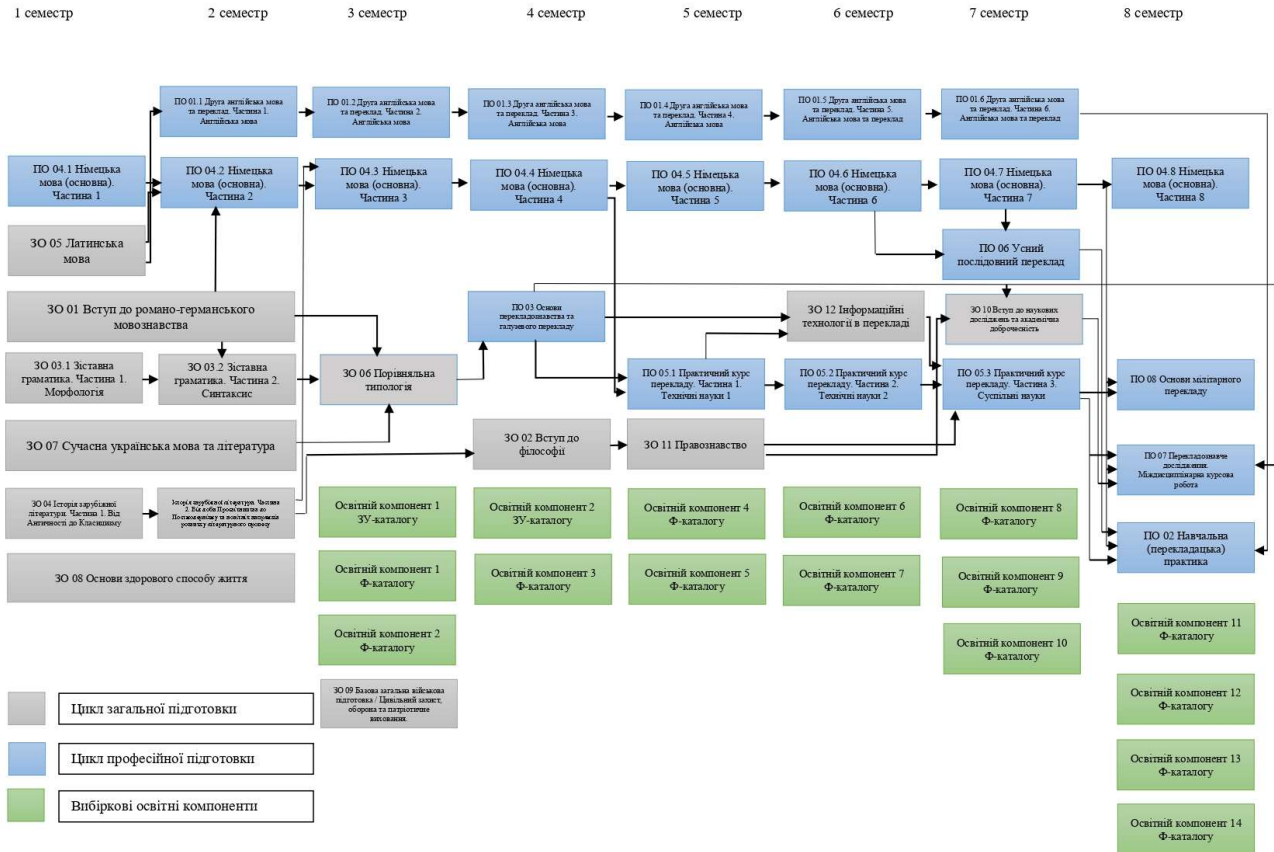 1 семестр
2 семестр
3 семестр
4 семестр
5 семестр
6 семестр
7 семестр
8 семестр
ПО 01.1 Друга англійська мова
та переклад. Частина 1.
Англійська мова
ПО 01.2 Друга англійська мова
та переклад. Частина 2.
Англійська мова
ПО 01.3 Друга англійська мова
та переклад. Частина 3.
Англійська мова
ПО 01.4 Друга англійська мова
та переклад. Частина 4.
Англійська мова
ПО 01.5 Друга англійська мова
та переклад. Частина 5.
Англійська мова та переклад
ПО 01.6 Друга англійська мова
та переклад. Частина 6.
Англійська мова та переклад
ПО 04.1 Німецька
мова (основна).
Частина 1
ПО 04.2 Німецька
мова (основна).
Частина 2
ПО 04.3 Німецька
мова (основна).
Частина 3
ПО 04.4 Німецька
мова (основна).
Частина 4
ПО 04.5 Німецька
мова (основна).
Частина 5
ПО 04.6 Німецька
мова (основна).
Частина 6
ПО 04.7 Німецька
мова (основна).
Частина 7
ПО 04.8 Німецька
мова (основна).
Частина 8
ЗО 05 Латинська
мова
ПО 06 Усний
послідовний переклад
ЗО 01 Вступ до романо-германського
мовознавства
ПО 03 Основи
перекладознавства та
галузевого перекладу
ЗО 12 Інформаційні
технології в перекладі
ЗО 10 Вступ до наукових
досліджень та академічна
доброчесність
ЗО 03.1 Зіставна
граматика. Частина 1.
Морфологія
ЗО 03.2 Зіставна
граматика. Частина 2.
Синтаксис
ЗО 06 Порівняльна
типологія
ПО 05.1 Практичний курс
перекладу. Частина 1.
Технічні науки 1
ПО 05.2 Практичний курс
перекладу. Частина 2.
Технічні науки 2
ПО 05.3 Практичний курс
перекладу. Частина 3.
Суспільні науки
ПО 08 Основи мілітарного
перекладу
ЗО 07 Сучасна українська мова та література
ЗО 02 Вступ до
філософії
ЗО 11 Правознавство
ПО 07 Перекладознавче
дослідження.
Міждисциплінарна курсова
робота
ЗО 04 Історія зарубіжної
літератури. Частина 1. Від
Античності до Класицизму
Історія зарубіжної літератури. Частина
2. Від доби Просвітництва до
Постмодернізму та
розвитку літературного процесу
Освітній компонент 1
ЗУ-каталогу
Освітній компонент 2
ЗУ-каталогу
Освітній компонент 4
Ф-каталогу
Освітній компонент 6
Ф-каталогу
Освітній компонент 8
Ф-каталогу
ПО 02 Навчальна
(перекладацька)
практика
ЗО 08 Основи здорового способу життя
Освітній компонент 1
Ф-каталогу
Освітній компонент 3
Ф-каталогу
Освітній компонент 5
Ф-каталогу
Освітній компонент 7
Ф-каталогу
Освітній компонент 9
Ф-каталогу
Освітній компонент 2
Ф-каталогу
Освітній компонент 10
Ф-каталогу
Освітній компонент 11
Ф-каталогу
ЗО 09 Базова загальна військова
підготовка / Цивільний захист,
оборона та патріотичне
виховання.
Освітній компонент 12
Ф-каталогу
Освітній компонент 13
Ф-каталогу
Освітній компонент 14
Ф-каталогу
Цикл загальної підготовки
Цикл професійної підготовки
Вибіркові освітні компоненти